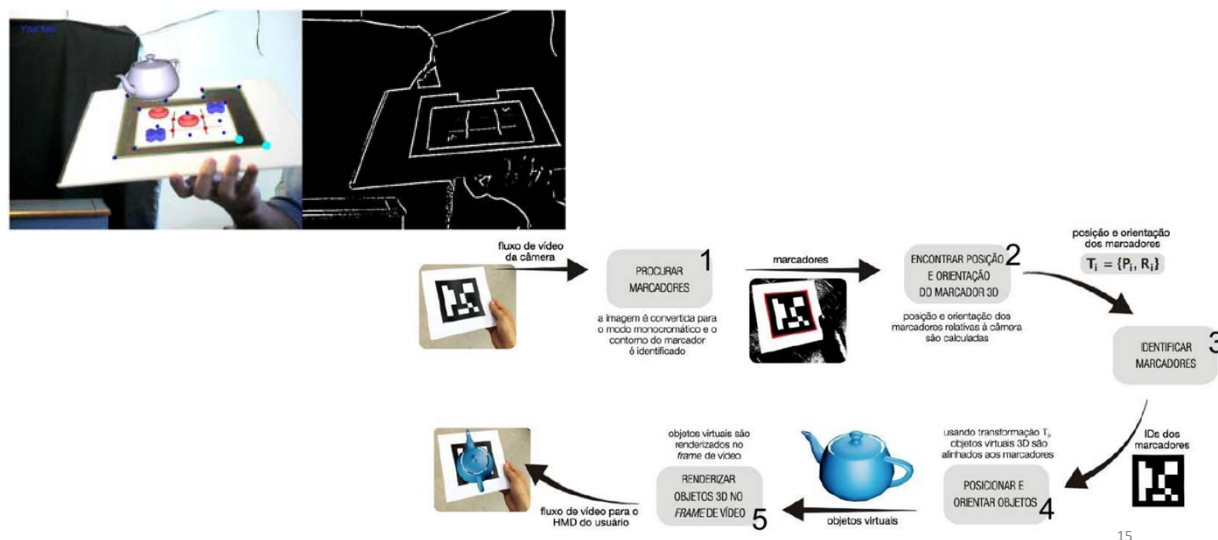 Your turn
fluxo de vídeo
da câmera
PROCURAR
MARCADORES
1
a imagem é convertida para
o modo monocromático e o
contorno do marcador
é identificado
marcadores
ENCONTRAR POSIÇÃO
E ORIENTAÇÃO
DO MARCADOR 3D
2
posição e orientação dos
marcadores relativas à câmera
são calculadas
posição e orientação
dos marcadores
Tᵢ = {Pᵢ, Rᵢ}
IDENTIFICAR
MARCADORES
3
IDs dos
marcadores
usando transformação Tᵢ,
objetos virtuais 3D são
alinhados aos marcadores
POSICIONAR E
ORIENTAR OBJETOS
4
objetos virtuais
objetos virtuais são
renderizados no
frame de vídeo
RENDERIZAR
OBJETOS 3D NO
FRAME DE VÍDEO
5
fluxo de vídeo para o
HMD do usuário
15